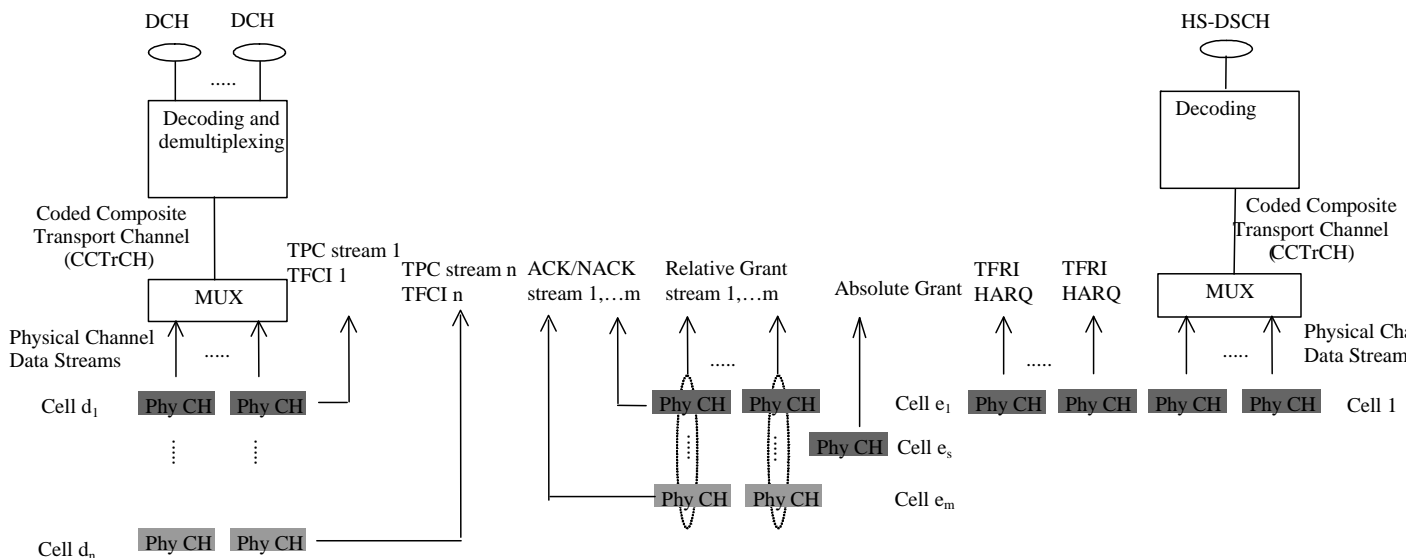 DCH DCH HS-DSCH
Decoding and
demultiplexing
Decoding
.....
Coded Composite
Transport Channel
(CCTrCH)
Coded Composite
Transport Channel
(CCTrCH)
TPC stream 1
TFCI 1
TPC stream n
TFCI n
ACK/NACK
stream 1,…m
Relative Grant
stream 1,…m
Absolute Grant
TFRI
HARQ
TFRI
HARQ
MUX
MUX
Physical Channel
Data Streams
.....
.....
.....
.....
Physical Cha
Data Stream
Cell d1 Phy CH Phy CH
Phy CH Phy CH Cell e1
Phy CH Phy CH Phy CH Phy CH Cell 1
Phy CH Cell es
Phy CH Phy CH Cell em
Cell dn Phy CH Phy CH